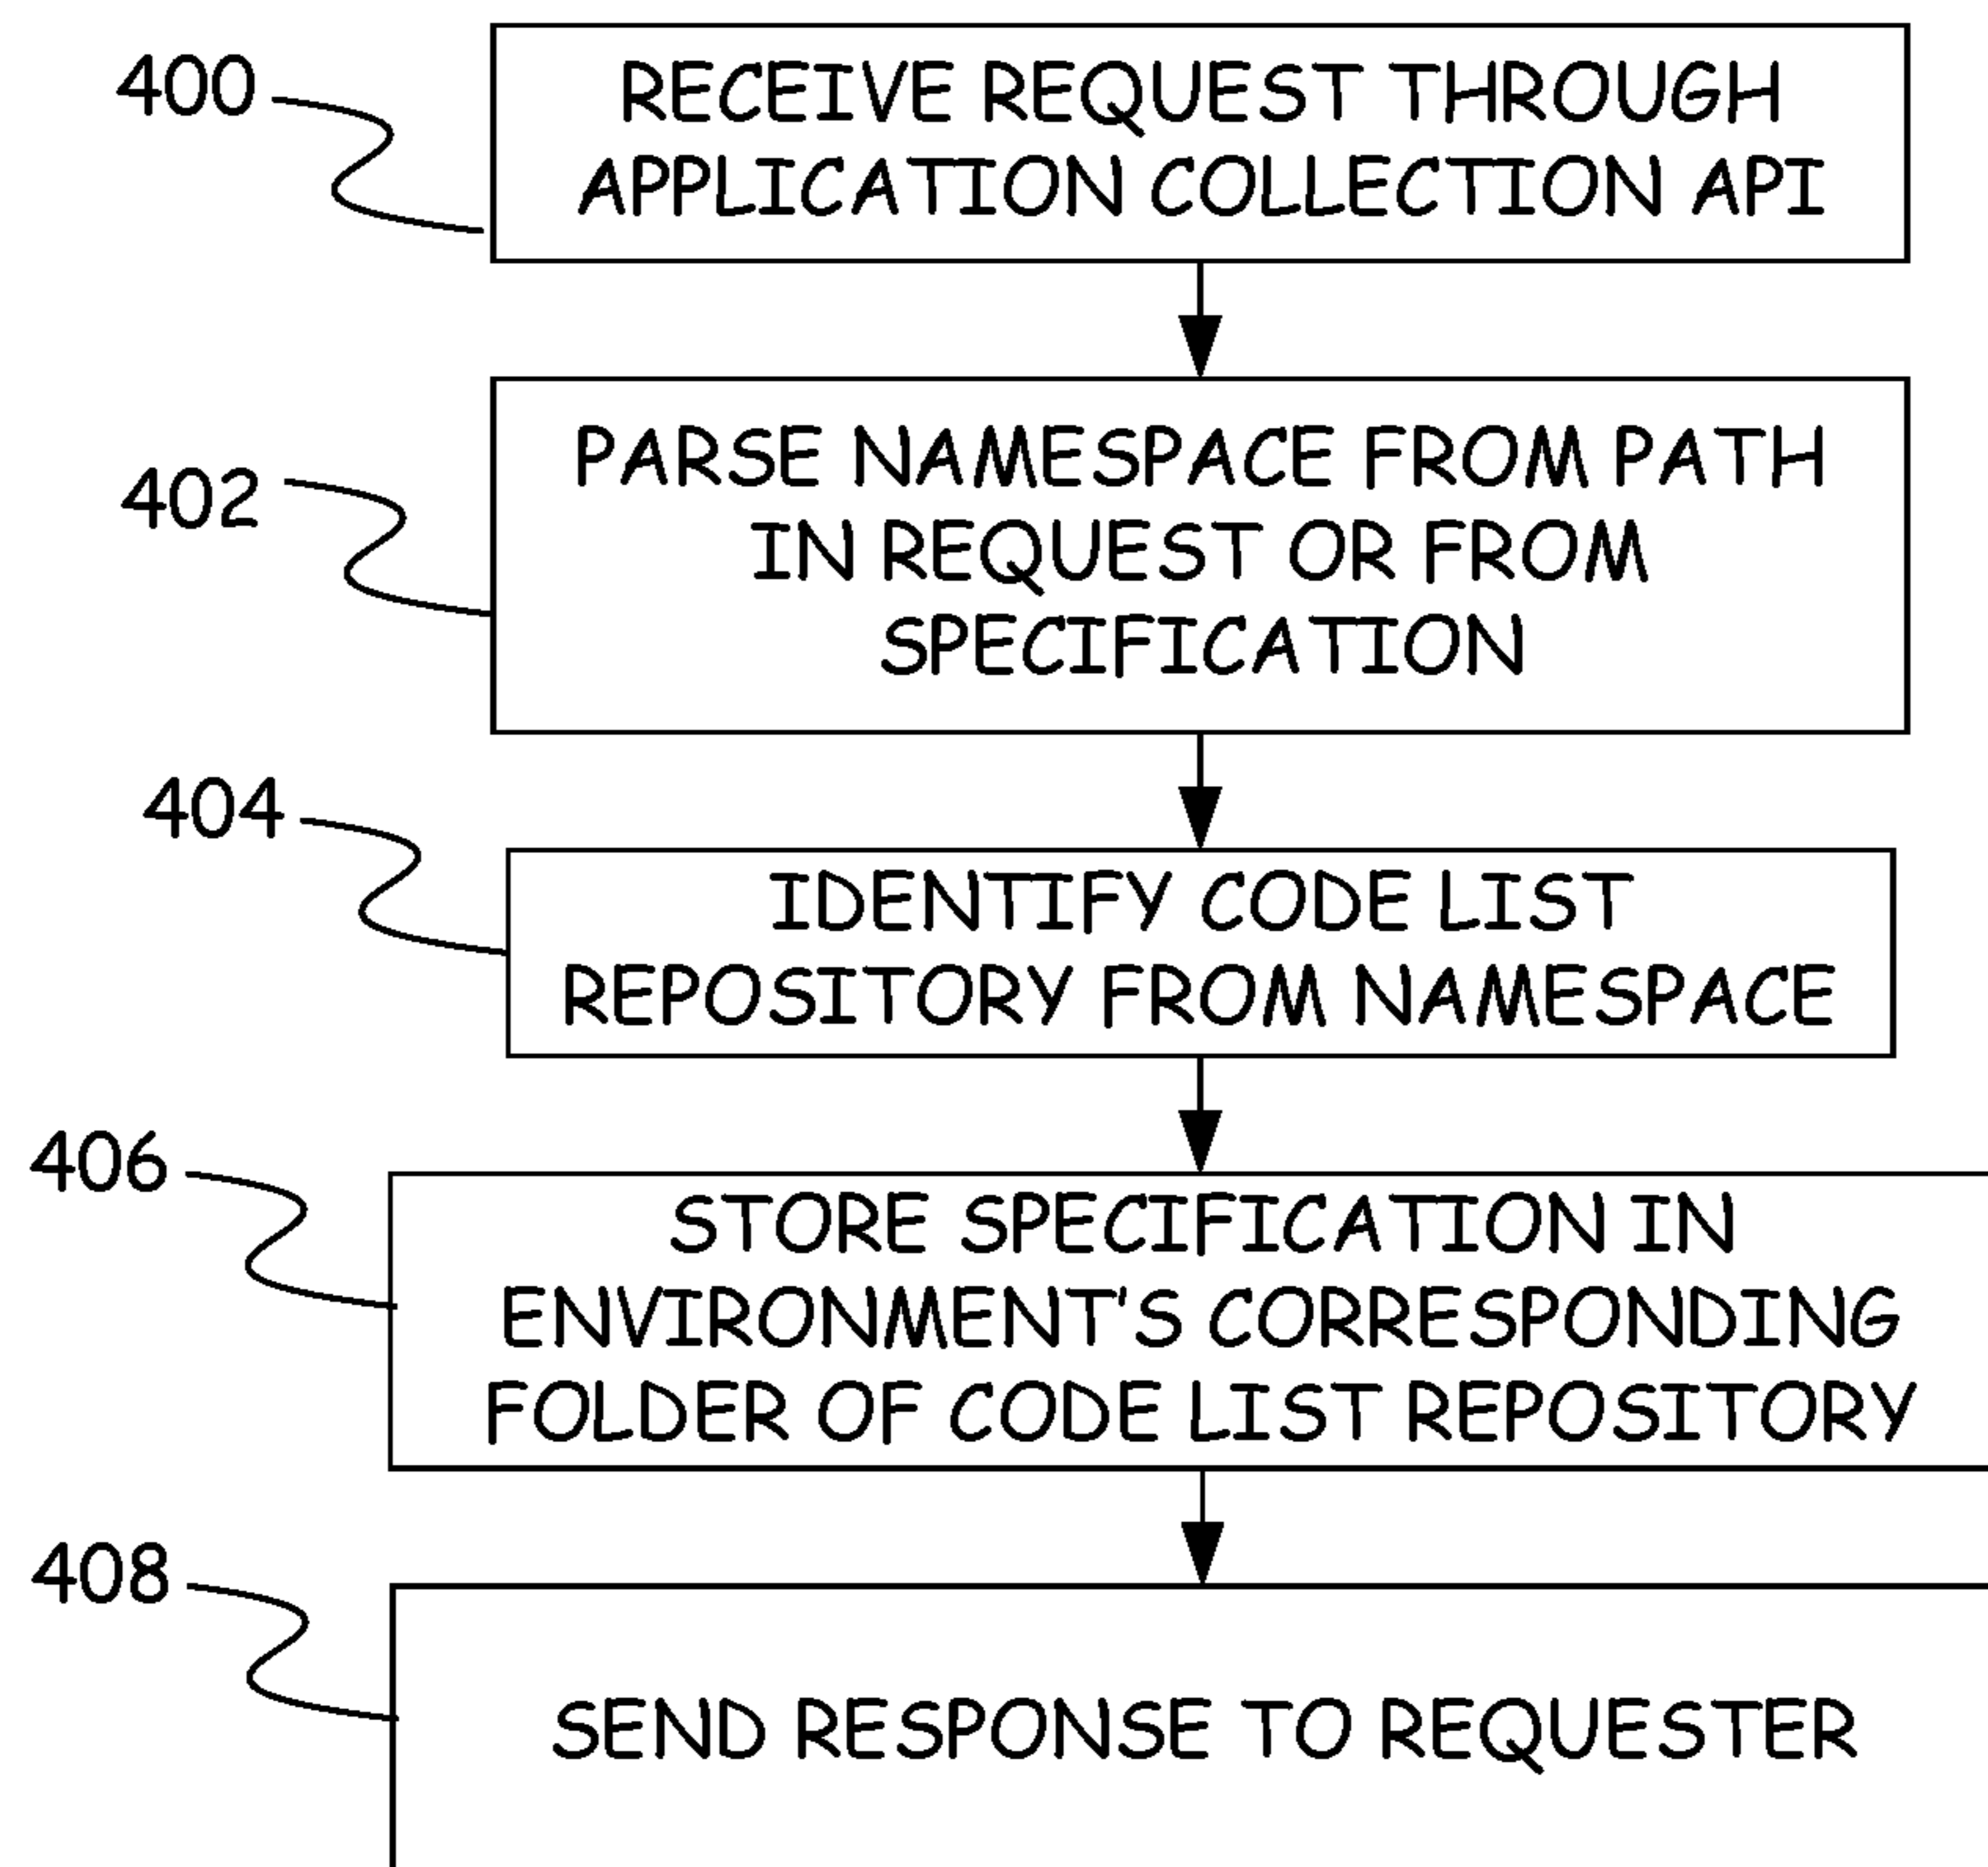 400
RECEIVE REQUEST THROUGH
APPLICATION COLLECTION API
402
PARSE NAMESPACE FROM PATH
IN REQUEST OR FROM
SPECIFICATION
404
IDENTIFY CODE LIST
REPOSITORY FROM NAMESPACE
406
STORE SPECIFICATION IN
ENVIRONMENT'S CORRESPONDING
FOLDER OF CODE LIST REPOSITORY
408
SEND RESPONSE TO REQUESTER